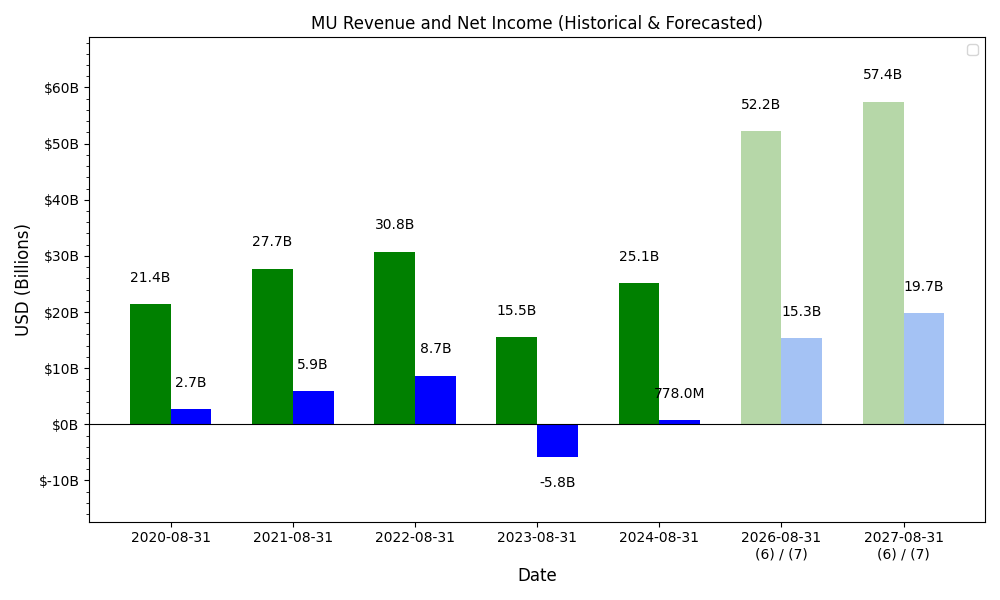 MU Revenue and Net Income (Historical & Forecasted)
USD (Billions)
$60B
$50B
$40B
$30B
$20B
$10B
$0B
$-10B
21.4B
2.7B
27.7B
5.9B
30.8B
8.7B
15.5B
-5.8B
25.1B
778.0M
52.2B
15.3B
57.4B
19.7B
2020-08-31
2021-08-31
2022-08-31
2023-08-31
2024-08-31
2026-08-31
(6) / (7)
2027-08-31
(6) / (7)
Date